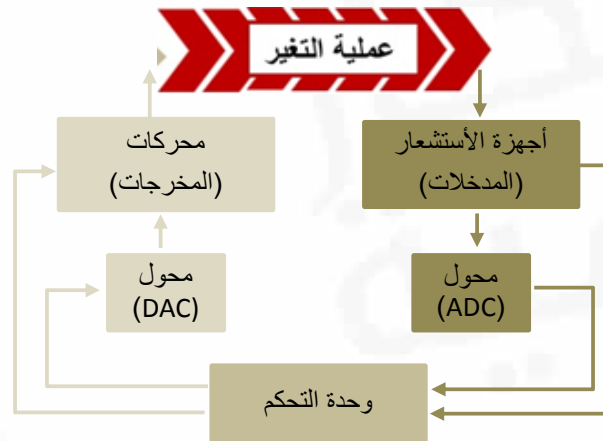 عملية التغير
أجهزة الأستشعار
(المدخلات)
محركات
(المخرجات)
محول
(ADC)
محول
(DAC)
وحدة التحكم